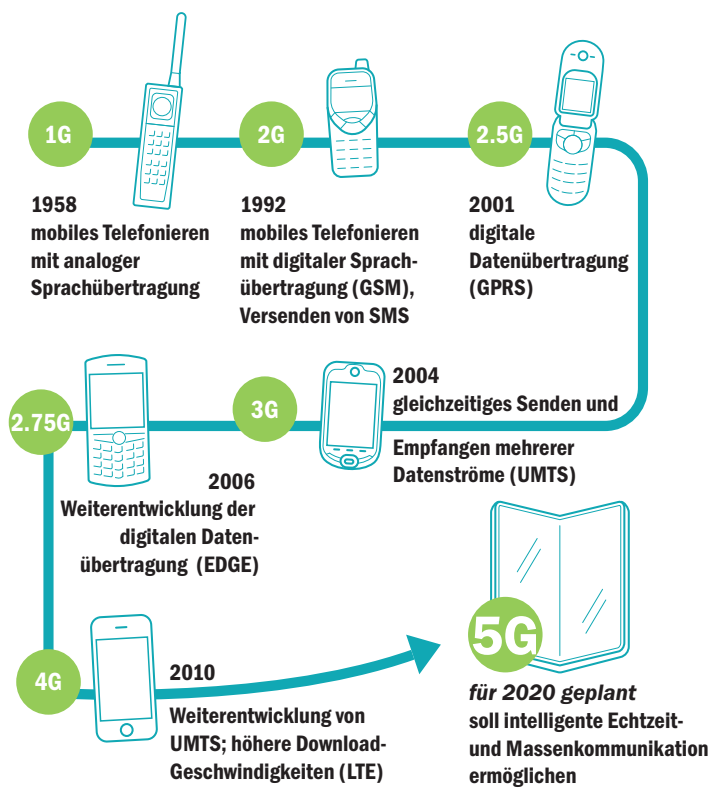 1G
1958
mobiles Telefonieren
mit analoger
Sprachübertragung
2G
1992
mobiles Telefonieren
mit digitaler Sprach-
übertragung (GSM),
Versenden von SMS
2.5G
2001
digitale
Datenübertragung
(GPRS)
3G
2004
gleichzeitiges Senden und
Empfangen mehrerer
Datenströme (UMTS)
2.75G
2006
Weiterentwicklung der
digitalen Daten-
übertragung (EDGE)
4G
2010
Weiterentwicklung von
UMTS; höhere Download-
Geschwindigkeiten (LTE)
5G
für 2020 geplant
soll intelligente Echtzeit-
und Massenkommunikation
ermöglichen